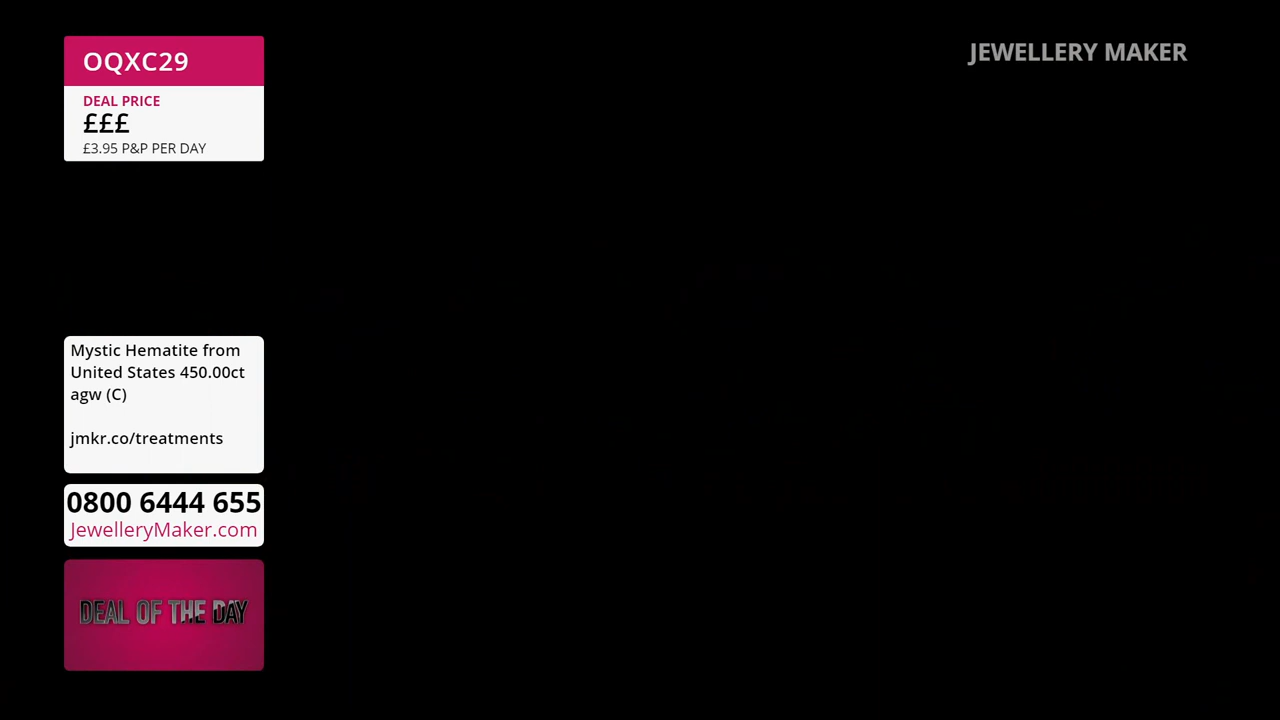 OQXC29
DEAL PRICE
£££
£3.95 P&P PER DAY
JEWELLERY MAKER
Mystic Hematite from
United States 450.00ct
agw (C)
jmkr.co/treatments
0800 6444 655
JewelleryMaker.com
DEAL OF THE DAY